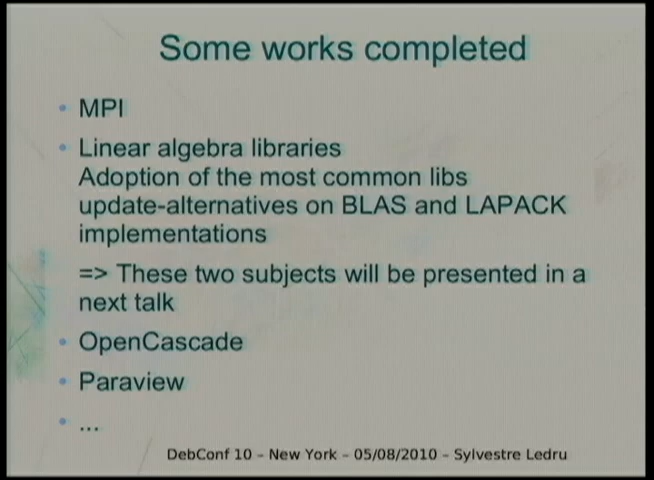 Some works completed
• MPI
• Linear algebra libraries
Adoption of the most common libs
update-alternatives on BLAS and LAPACK
implementations
=> These two subjects will be presented in a
next talk
• OpenCascade
• Paraview
• ...
DebConf 10 – New York – 05/08/2010 – Sylvestre Ledru